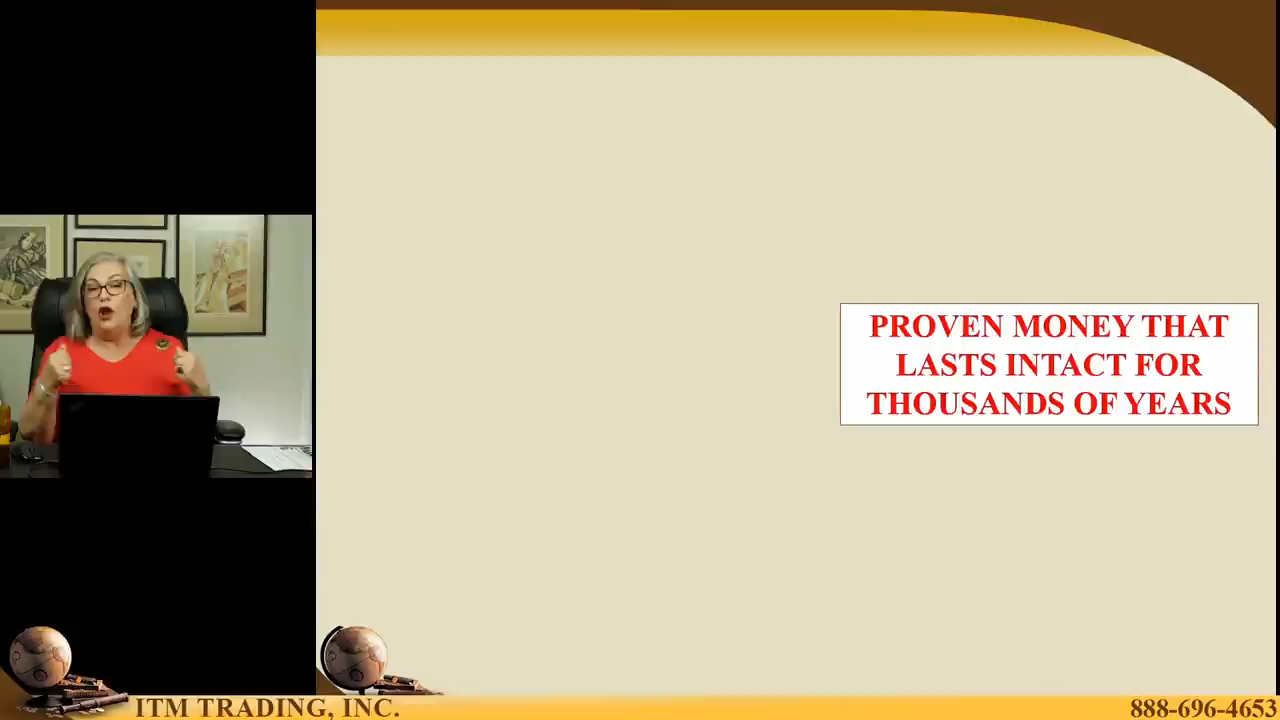 PROVEN MONEY THAT
LASTS INTACT FOR
THOUSANDS OF YEARS
ITM TRADING, INC.
888-696-4653